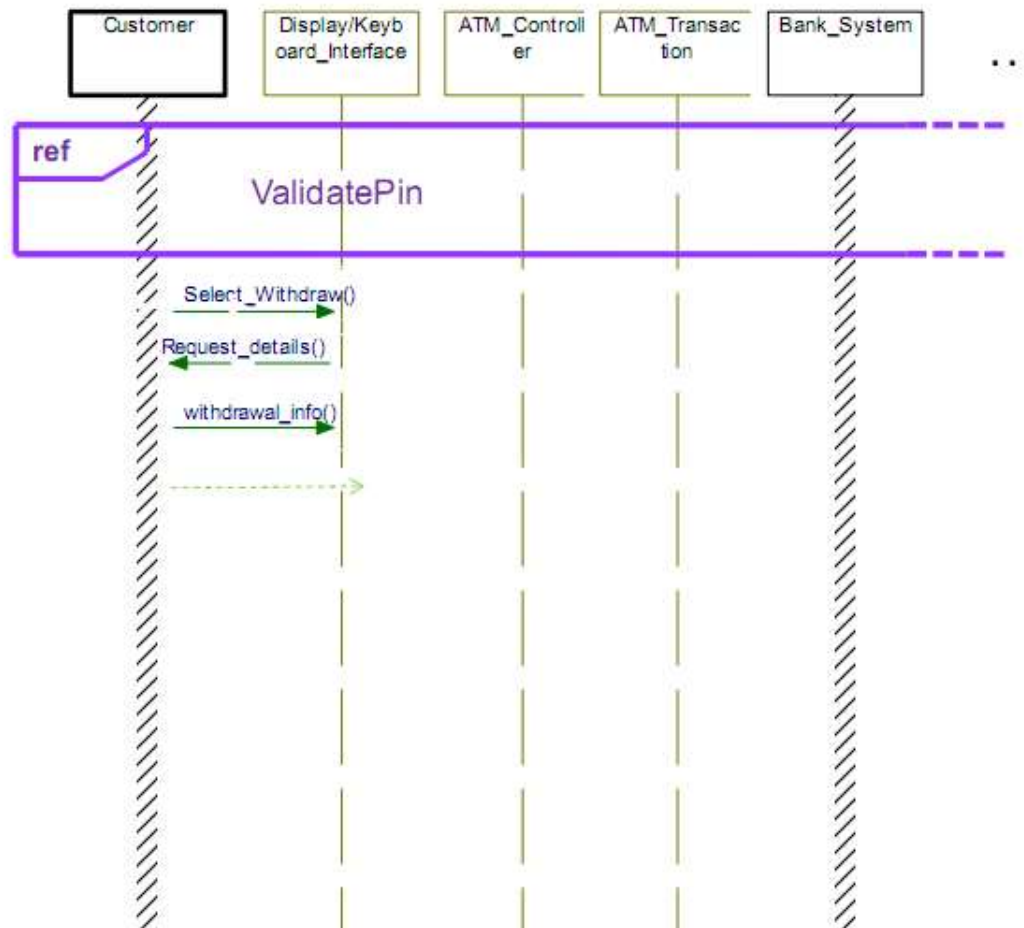 Customer
Display/Keyb
oard_Interface
ATM_Controll
er
ATM_Transac
tion
Bank_System
..
ref
ValidatePin
Select_Withdraw()
Request_details()
withdrawal_info()